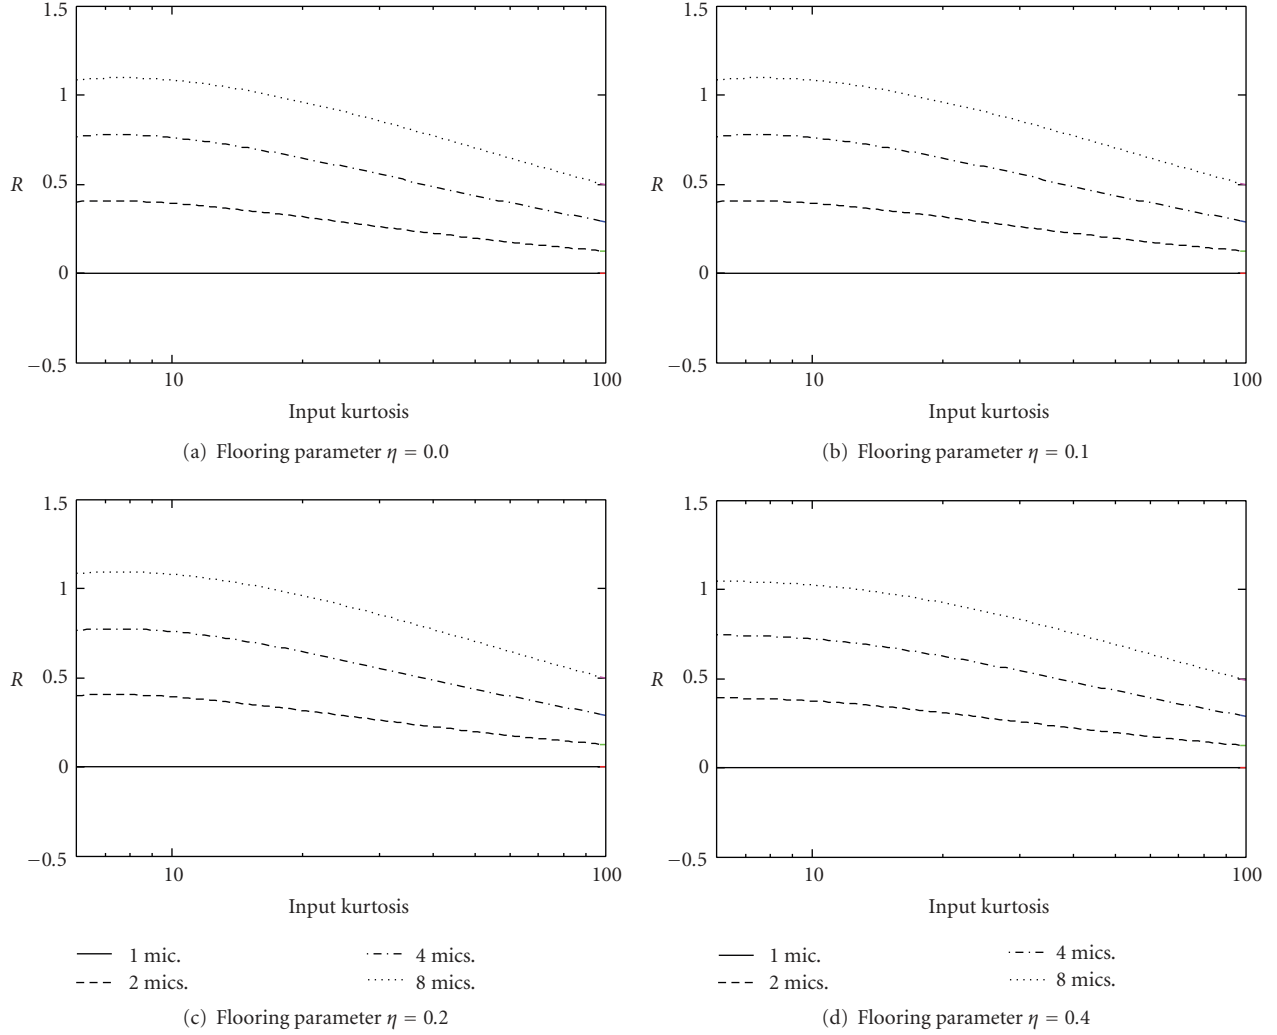 1.5
1
R
0.5
0
−0.5
10
100
Input kurtosis
(a) Flooring parameter η = 0.0
1.5
1
R
0.5
0
−0.5
10
100
Input kurtosis
(b) Flooring parameter η = 0.1
1.5
1
R
0.5
0
−0.5
10
100
Input kurtosis
1 mic.
2 mics.
4 mics.
8 mics.
(c) Flooring parameter η = 0.2
1.5
1
R
0.5
0
−0.5
10
100
Input kurtosis
1 mic.
2 mics.
4 mics.
8 mics.
(d) Flooring parameter η = 0.4